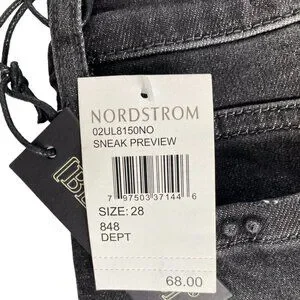 NORDSTROM
02UL8150NO
SNEAK PREVIEW
7 97503 37144 6
SIZE: 28
848
DEPT
68.00